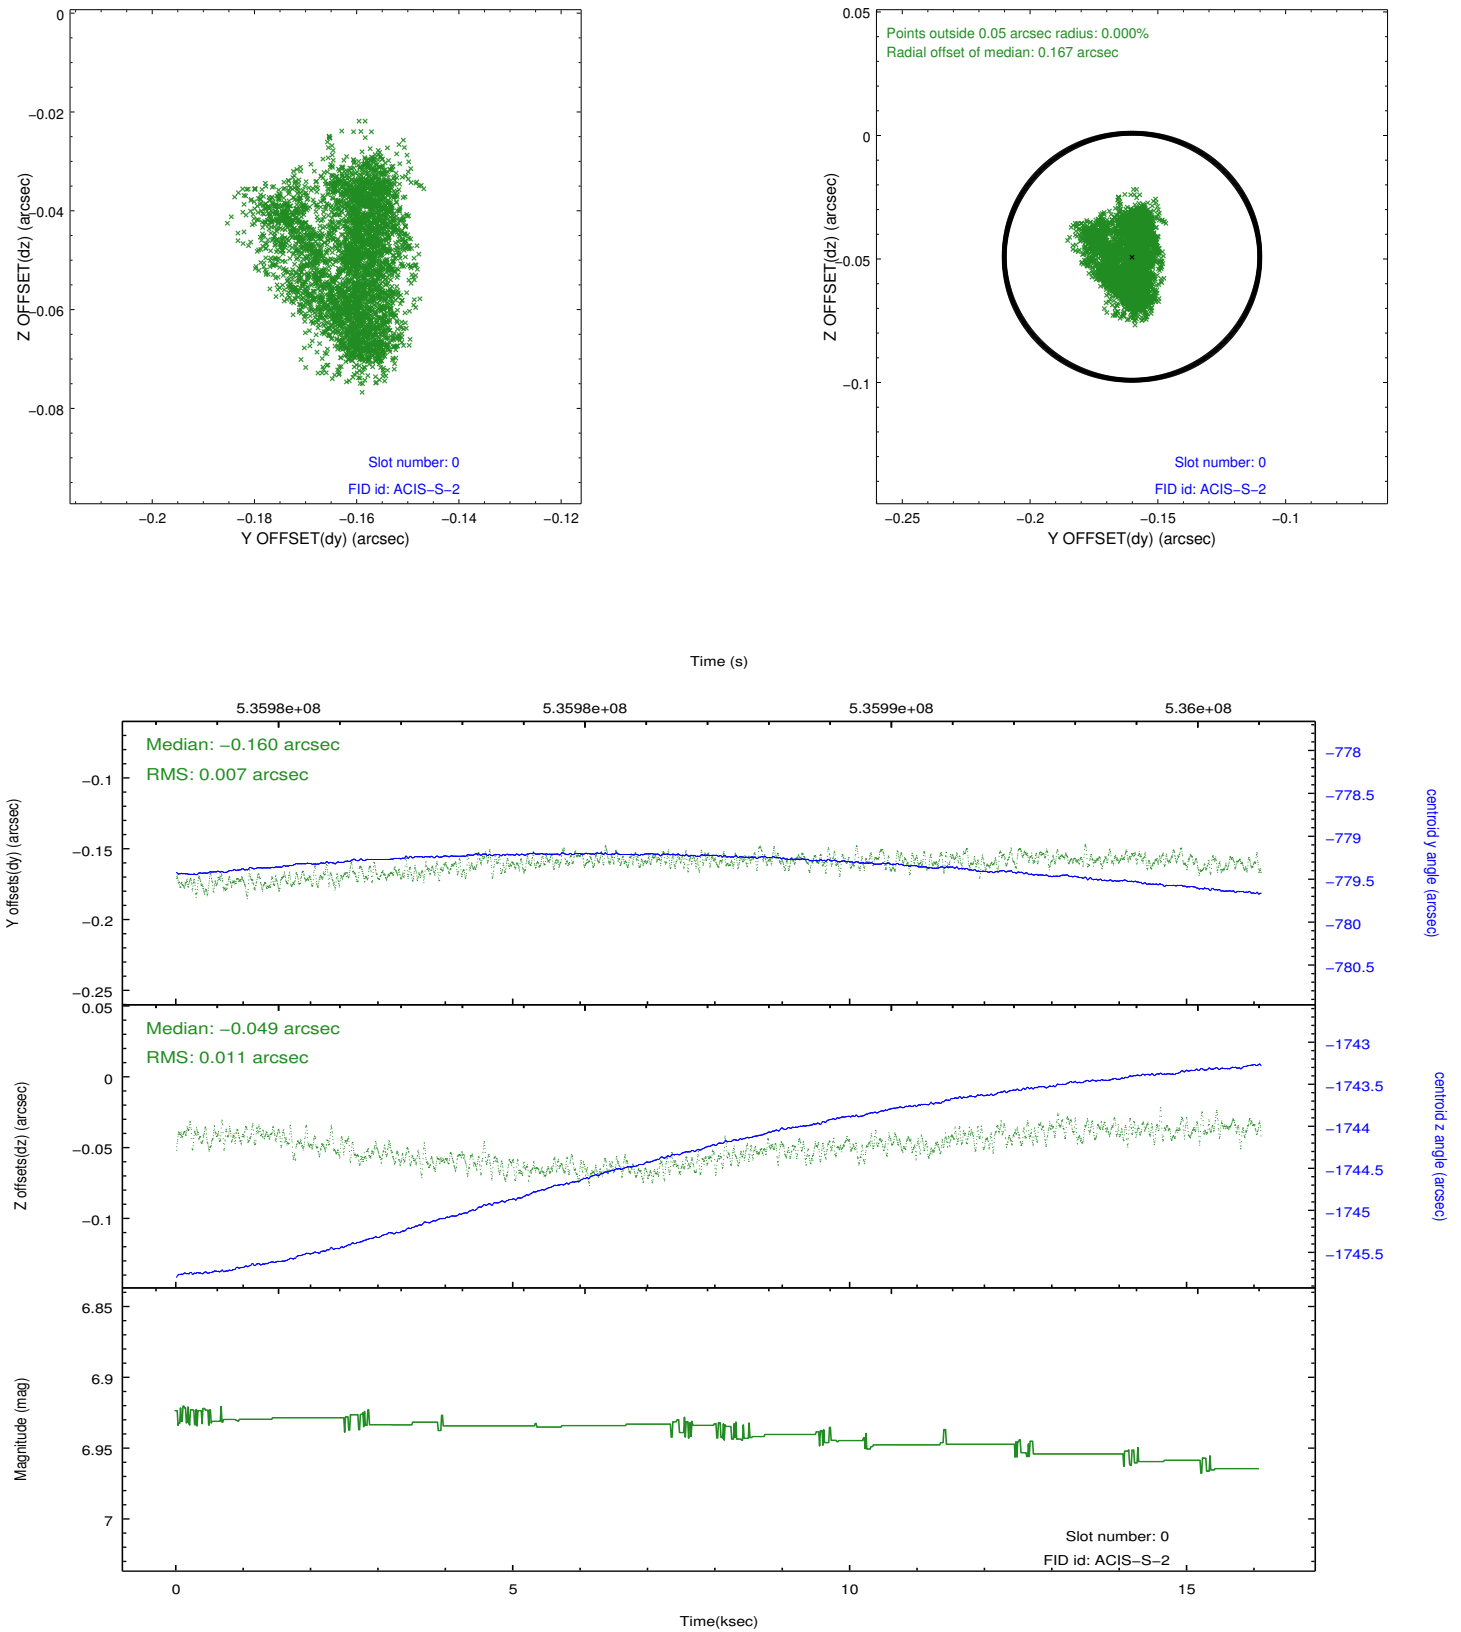 0
−0.02
−0.04
−0.06
−0.08
Z OFFSET(dz) (arcsec)
Slot number: 0
FID id: ACIS−S−2
−0.2
−0.18
−0.16
−0.14
−0.12
Y OFFSET(dy) (arcsec)
0.05
0
−0.05
−0.1
Z OFFSET(dz) (arcsec)
Points outside 0.05 arcsec radius: 0.000%
Radial offset of median: 0.167 arcsec
Slot number: 0
FID id: ACIS−S−2
−0.25
−0.2
−0.15
−0.1
Y OFFSET(dy) (arcsec)
Time (s)
5.3598e+08
5.3598e+08
5.3599e+08
5.36e+08
Median: −0.160 arcsec
RMS: 0.007 arcsec
−0.1
−0.15
−0.2
−0.25
Y offsets(dy) (arcsec)
−778
−778.5
−779
−779.5
−780
−780.5
centroid y angle (arcsec)
Median: −0.049 arcsec
RMS: 0.011 arcsec
0.05
0
−0.05
−0.1
Z offsets(dz) (arcsec)
−1743
−1743.5
−1744
−1744.5
−1745
−1745.5
centroid z angle (arcsec)
6.85
6.9
6.95
7
Magnitude (mag)
Slot number: 0
FID id: ACIS−S−2
0
5
10
15
Time(ksec)